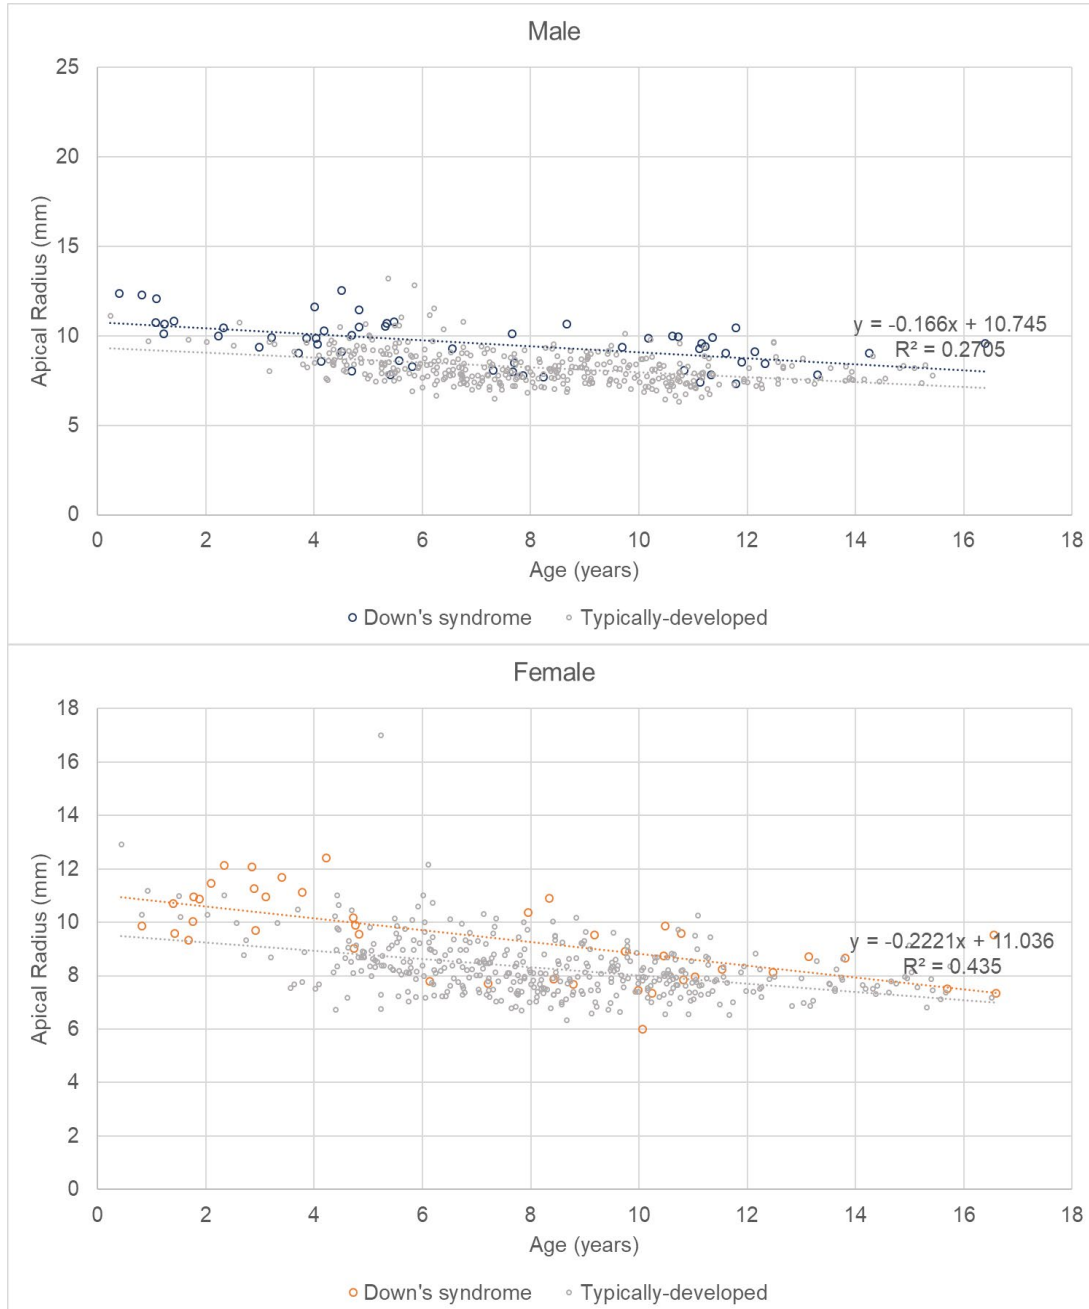 Male
25
20
15
10
5
0
Apical Radius (mm)
y = -0.166x + 10.745
R² = 0.2705
0 2 4 6 8 10 12 14 16 18
Age (years)
Down's syndrome Typically-developed
Female
18
16
14
12
10
8
6
4
2
0
Apical Radius (mm)
y = -0.2221x + 11.036
R² = 0.435
0 2 4 6 8 10 12 14 16 18
Age (years)
Down's syndrome Typically-developed